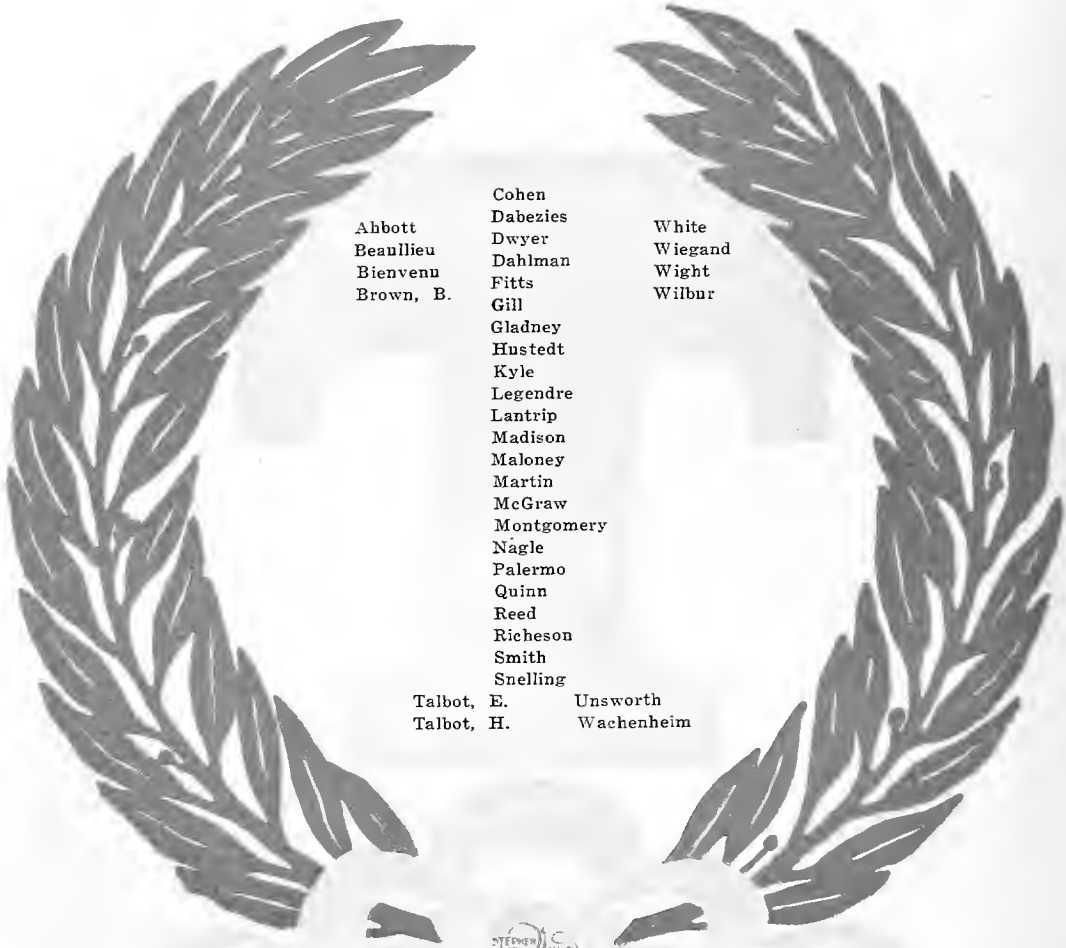 Abbott
Beaullieu
Bienvenu
Brown, B.
Cohen
Dabezies
Dwyer
Dahlman
Fitts
Gill
Gladney
Hustedt
Kyle
Legendre
Lantrip
Madison
Maloney
Martin
McGraw
Montgomery
Nagle
Palermo
Quinn
Reed
Richeson
Smith
Snelling
White
Wiegand
Wight
Wilbur
Talbot, E. Unsworth
Talbot, H. Wachenheim